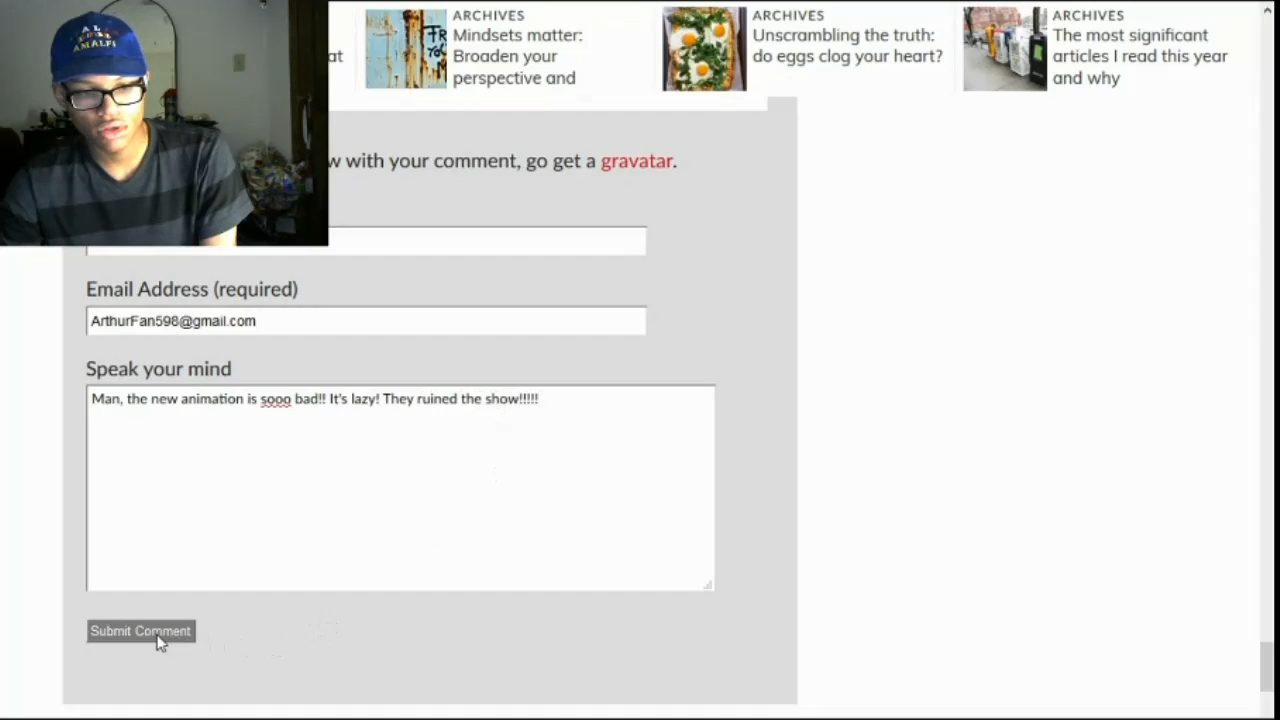 ARCHIVES
Mindsets matter:
Broaden your
perspective and
ARCHIVES
Unscrambling the truth:
do eggs clog your heart?
ARCHIVES
The most significant
articles I read this year
and why
at
AMALFI
with your comment, go get a gravatar.
Email Address (required)
ArthurFan598@gmail.com
Speak your mind
Man, the new animation is sooo bad!! It's lazy! They ruined the show!!!!!
Submit Comment